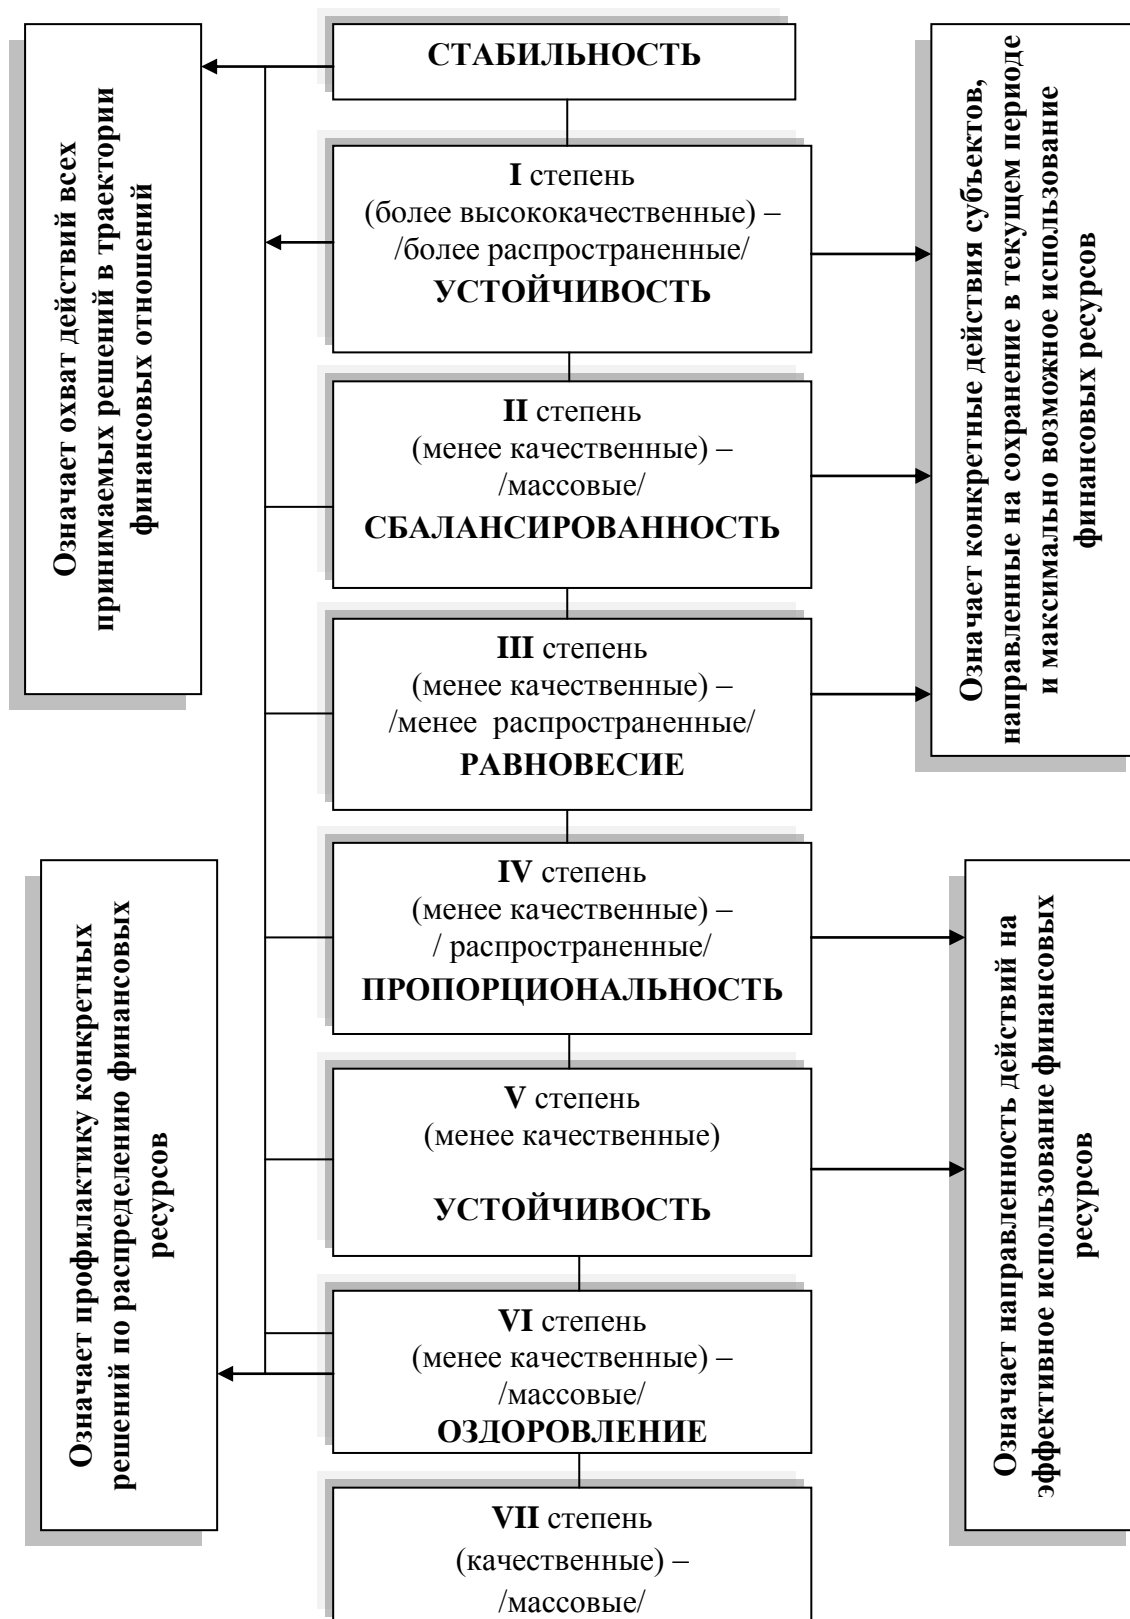 СТАБИЛЬНОСТЬ
Означает охват действий всех
принимаемых решений в траектории
финансовых отношений
I степень
(более высококачественные) –
/более распространенные/
УСТОЙЧИВОСТЬ
Означает конкретные действия субъектов,
направленные на сохранение в текущем периоде
и максимально возможное использование
финансовых ресурсов
II степень
(менее качественные) –
/массовые/
СБАЛАНСИРОВАННОСТЬ
III степень
(менее качественные) –
/менее распространенные/
РАВНОВЕСИЕ
IV степень
(менее качественные) –
/ распространенные/
ПРОПОРЦИОНАЛЬНОСТЬ
Означает профилактику конкретных
решений по распределению финансовых
ресурсов
V степень
(менее качественные)
УСТОЙЧИВОСТЬ
Означает направленность действий на
эффективное использование финансовых
ресурсов
VI степень
(менее качественные) –
/массовые/
ОЗДОРОВЛЕНИЕ
VII степень
(качественные) –
/массовые/